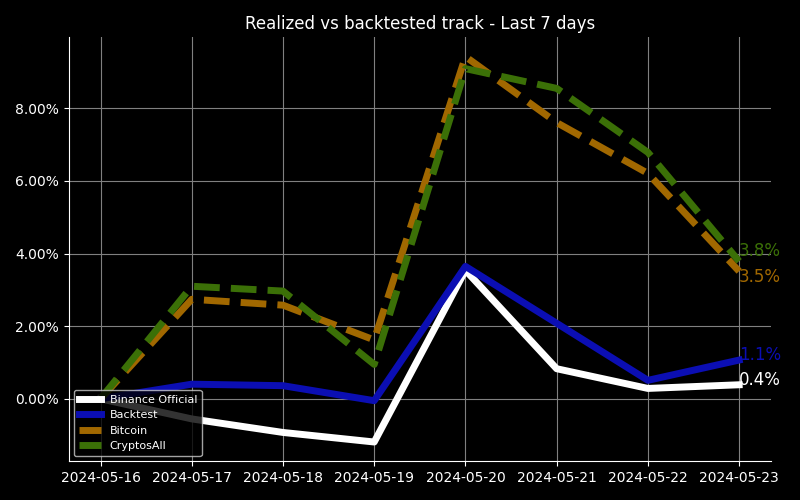 Realized vs backtested track - Last 7 days
8.00%
6.00%
4.00%
2.00%
0.00%
3.8%
3.5%
1.1%
0.4%
Binance Official
Backtest
Bitcoin
CryptosAll
2024-05-16 2024-05-17 2024-05-18 2024-05-19 2024-05-20 2024-05-21 2024-05-22 2024-05-23